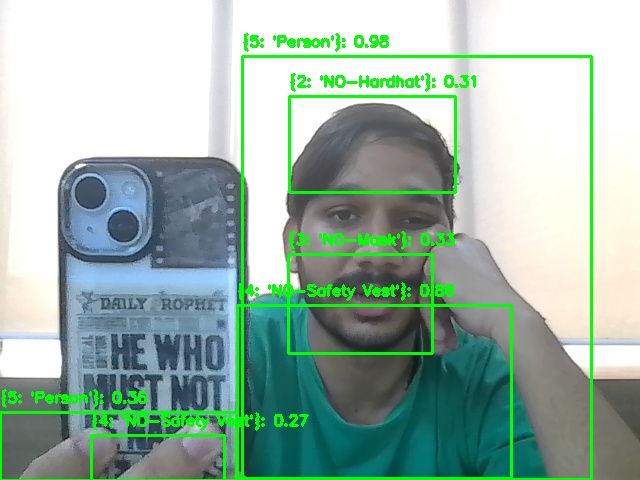 {5: 'Person'}: 0.98
{2: 'NO-Hardhat'}: 0.31
{3: 'NO-Mask'}: 0.33
{4: 'NO-Safety Vest'}: 0.86
DAILY PROPHET
HE WHO
MUST NOT
{5: 'Person'}: 0.36
{4: 'NO-Safety Vest'}: 0.27